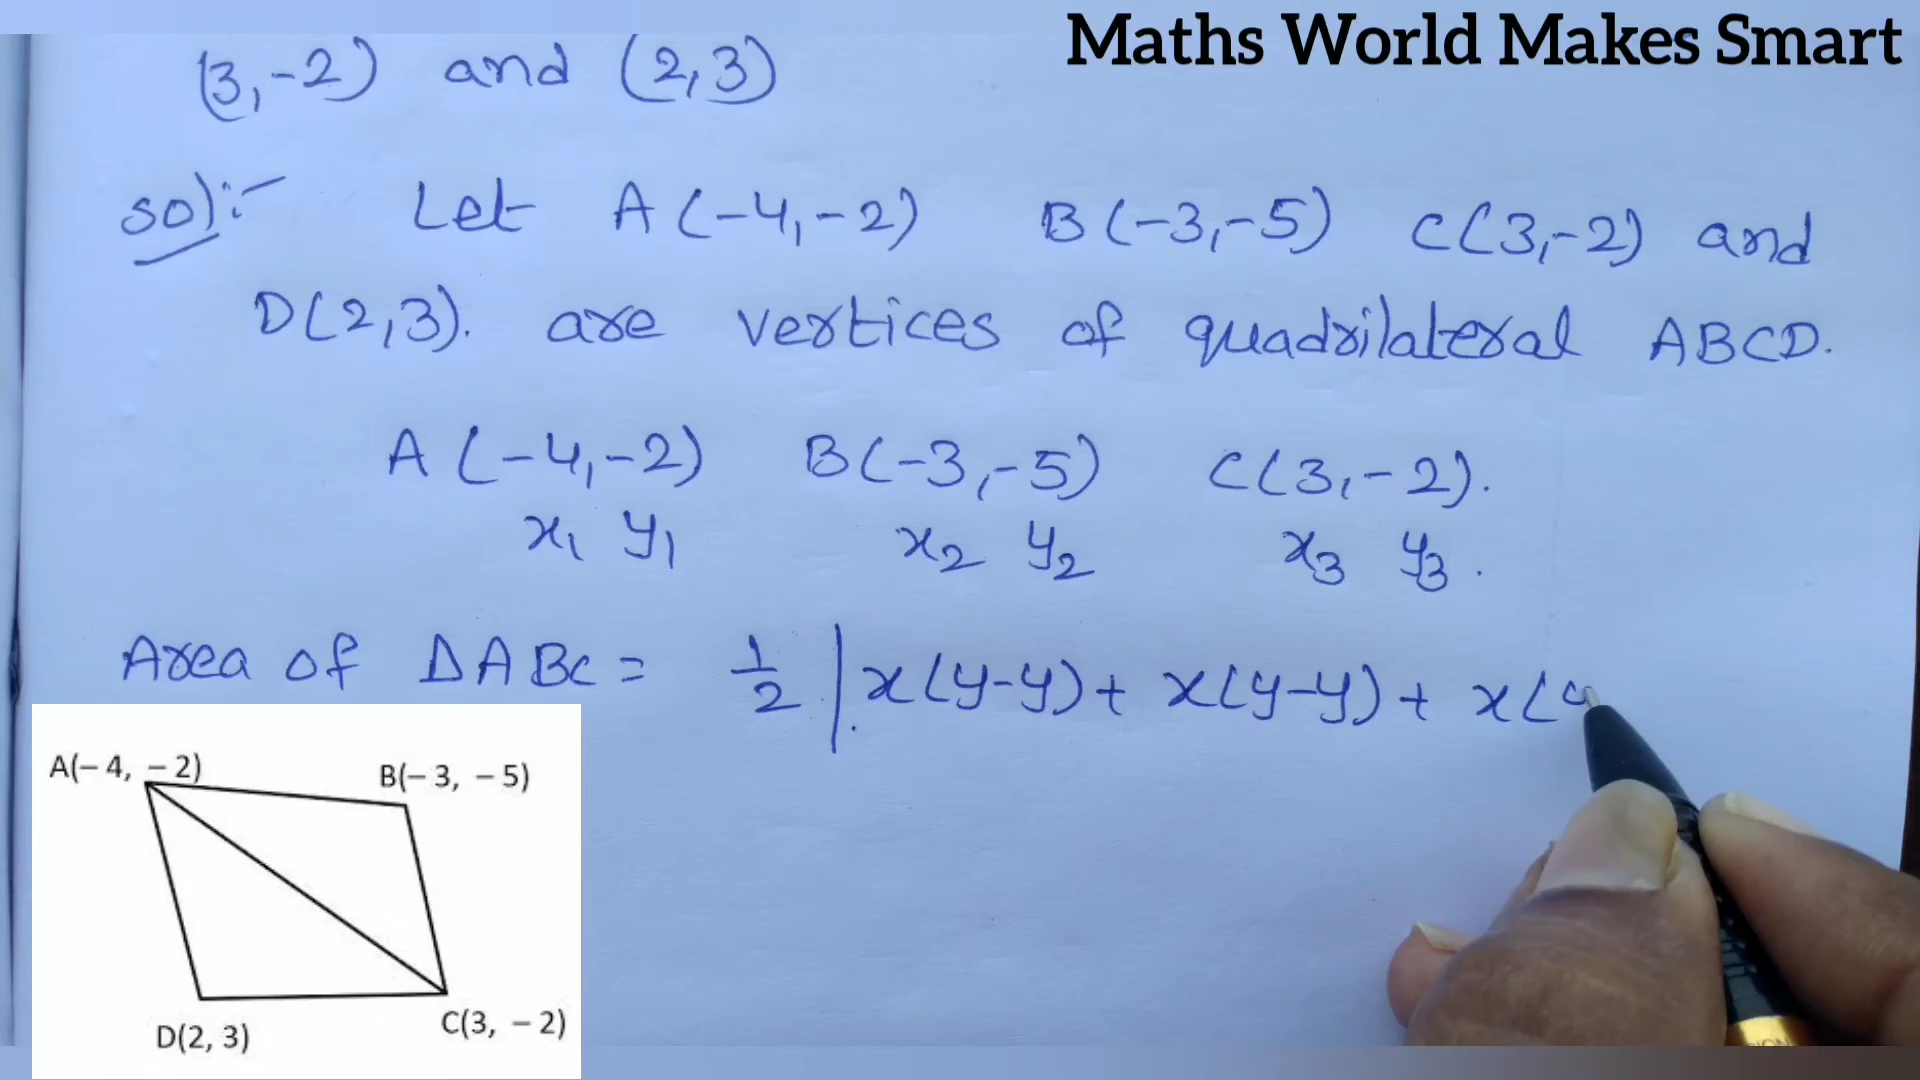 Maths World Makes Smart
(3,-2) and (2,3)
sol:- Let A(-4,-2) B(-3,-5) C(3,-2) and
D(2,3). are vertices of quadrilateral ABCD.
A(-4,-2) B(-3,-5) C(3,-2).
x₁ y₁ x₂ y₂ x₃ y₃.
Area of ΔABC = 1/2 |x(y-y)+ x(y-y)+ x(y
A(– 4, – 2) B(– 3, – 5)
D(2, 3) C(3, – 2)